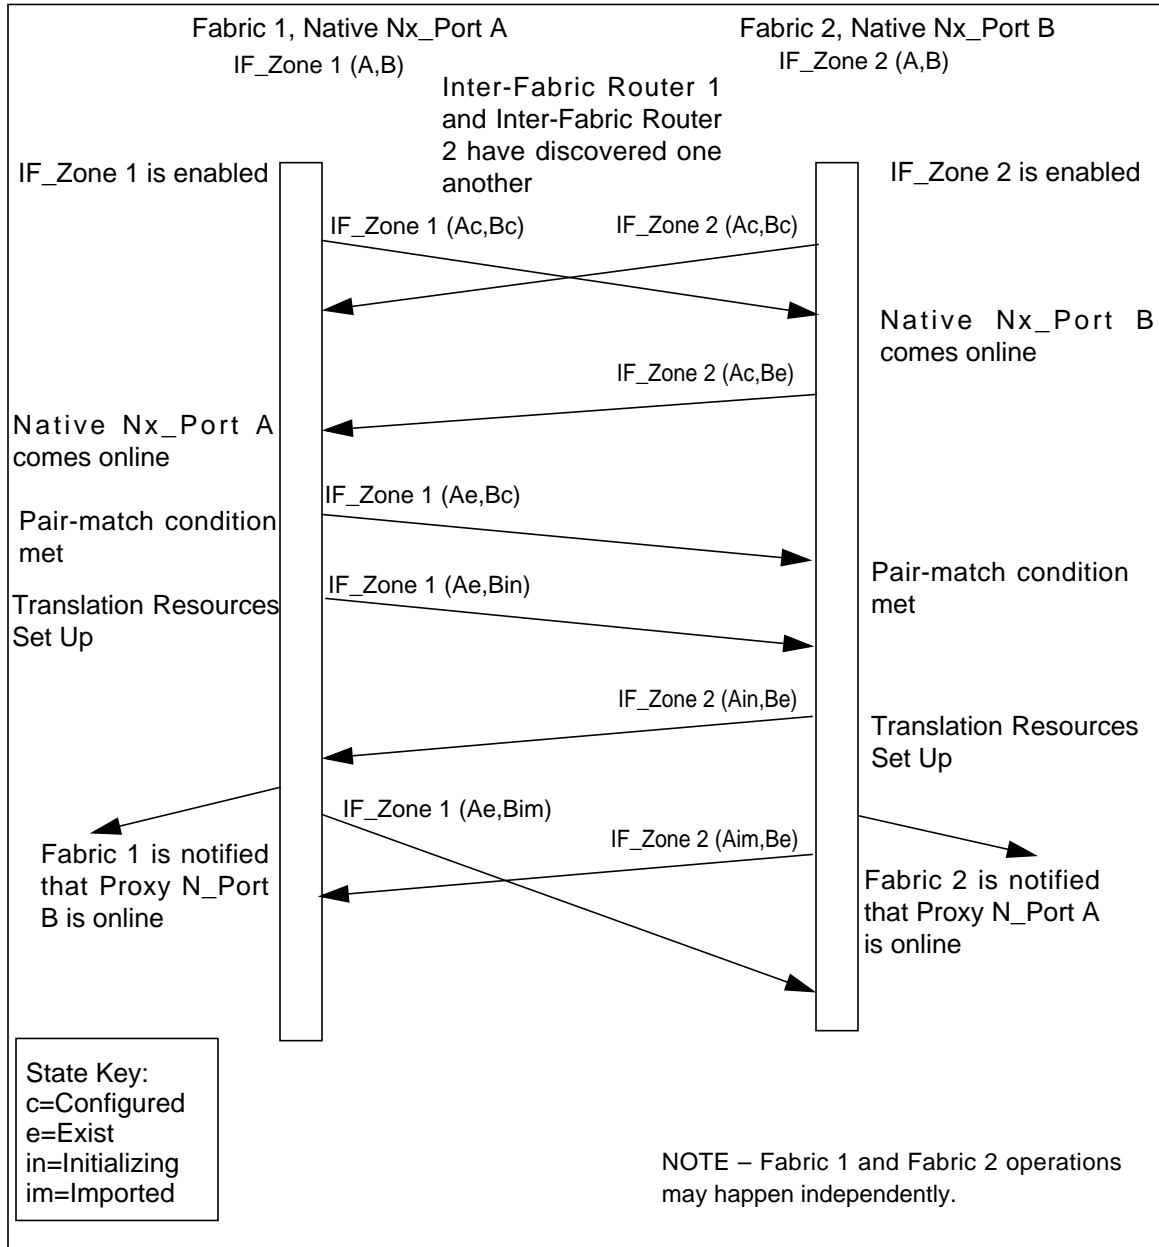 Fabric 1, Native Nx_Port A
Fabric 2, Native Nx_Port B
IF_Zone 1 (A,B)
IF_Zone 2 (A,B)
Inter-Fabric Router 1
and Inter-Fabric Router
2 have discovered one
another
IF_Zone 1 is enabled
IF_Zone 2 is enabled
IF_Zone 1 (Ac,Bc)
IF_Zone 2 (Ac,Bc)
Native Nx_Port B
comes online
IF_Zone 2 (Ac,Be)
Native Nx_Port A
comes online
IF_Zone 1 (Ae,Bc)
Pair-match condition
met
Pair-match condition
met
IF_Zone 1 (Ae,Bin)
Translation Resources
Set Up
IF_Zone 2 (Ain,Be)
Translation Resources
Set Up
IF_Zone 1 (Ae,Bim)
IF_Zone 2 (Aim,Be)
Fabric 1 is notified
that Proxy N_Port
B is online
Fabric 2 is notified
that Proxy N_Port A
is online
State Key:
c=Configured
e=Exist
in=Initializing
im=Imported
NOTE – Fabric 1 and Fabric 2 operations
may happen independently.